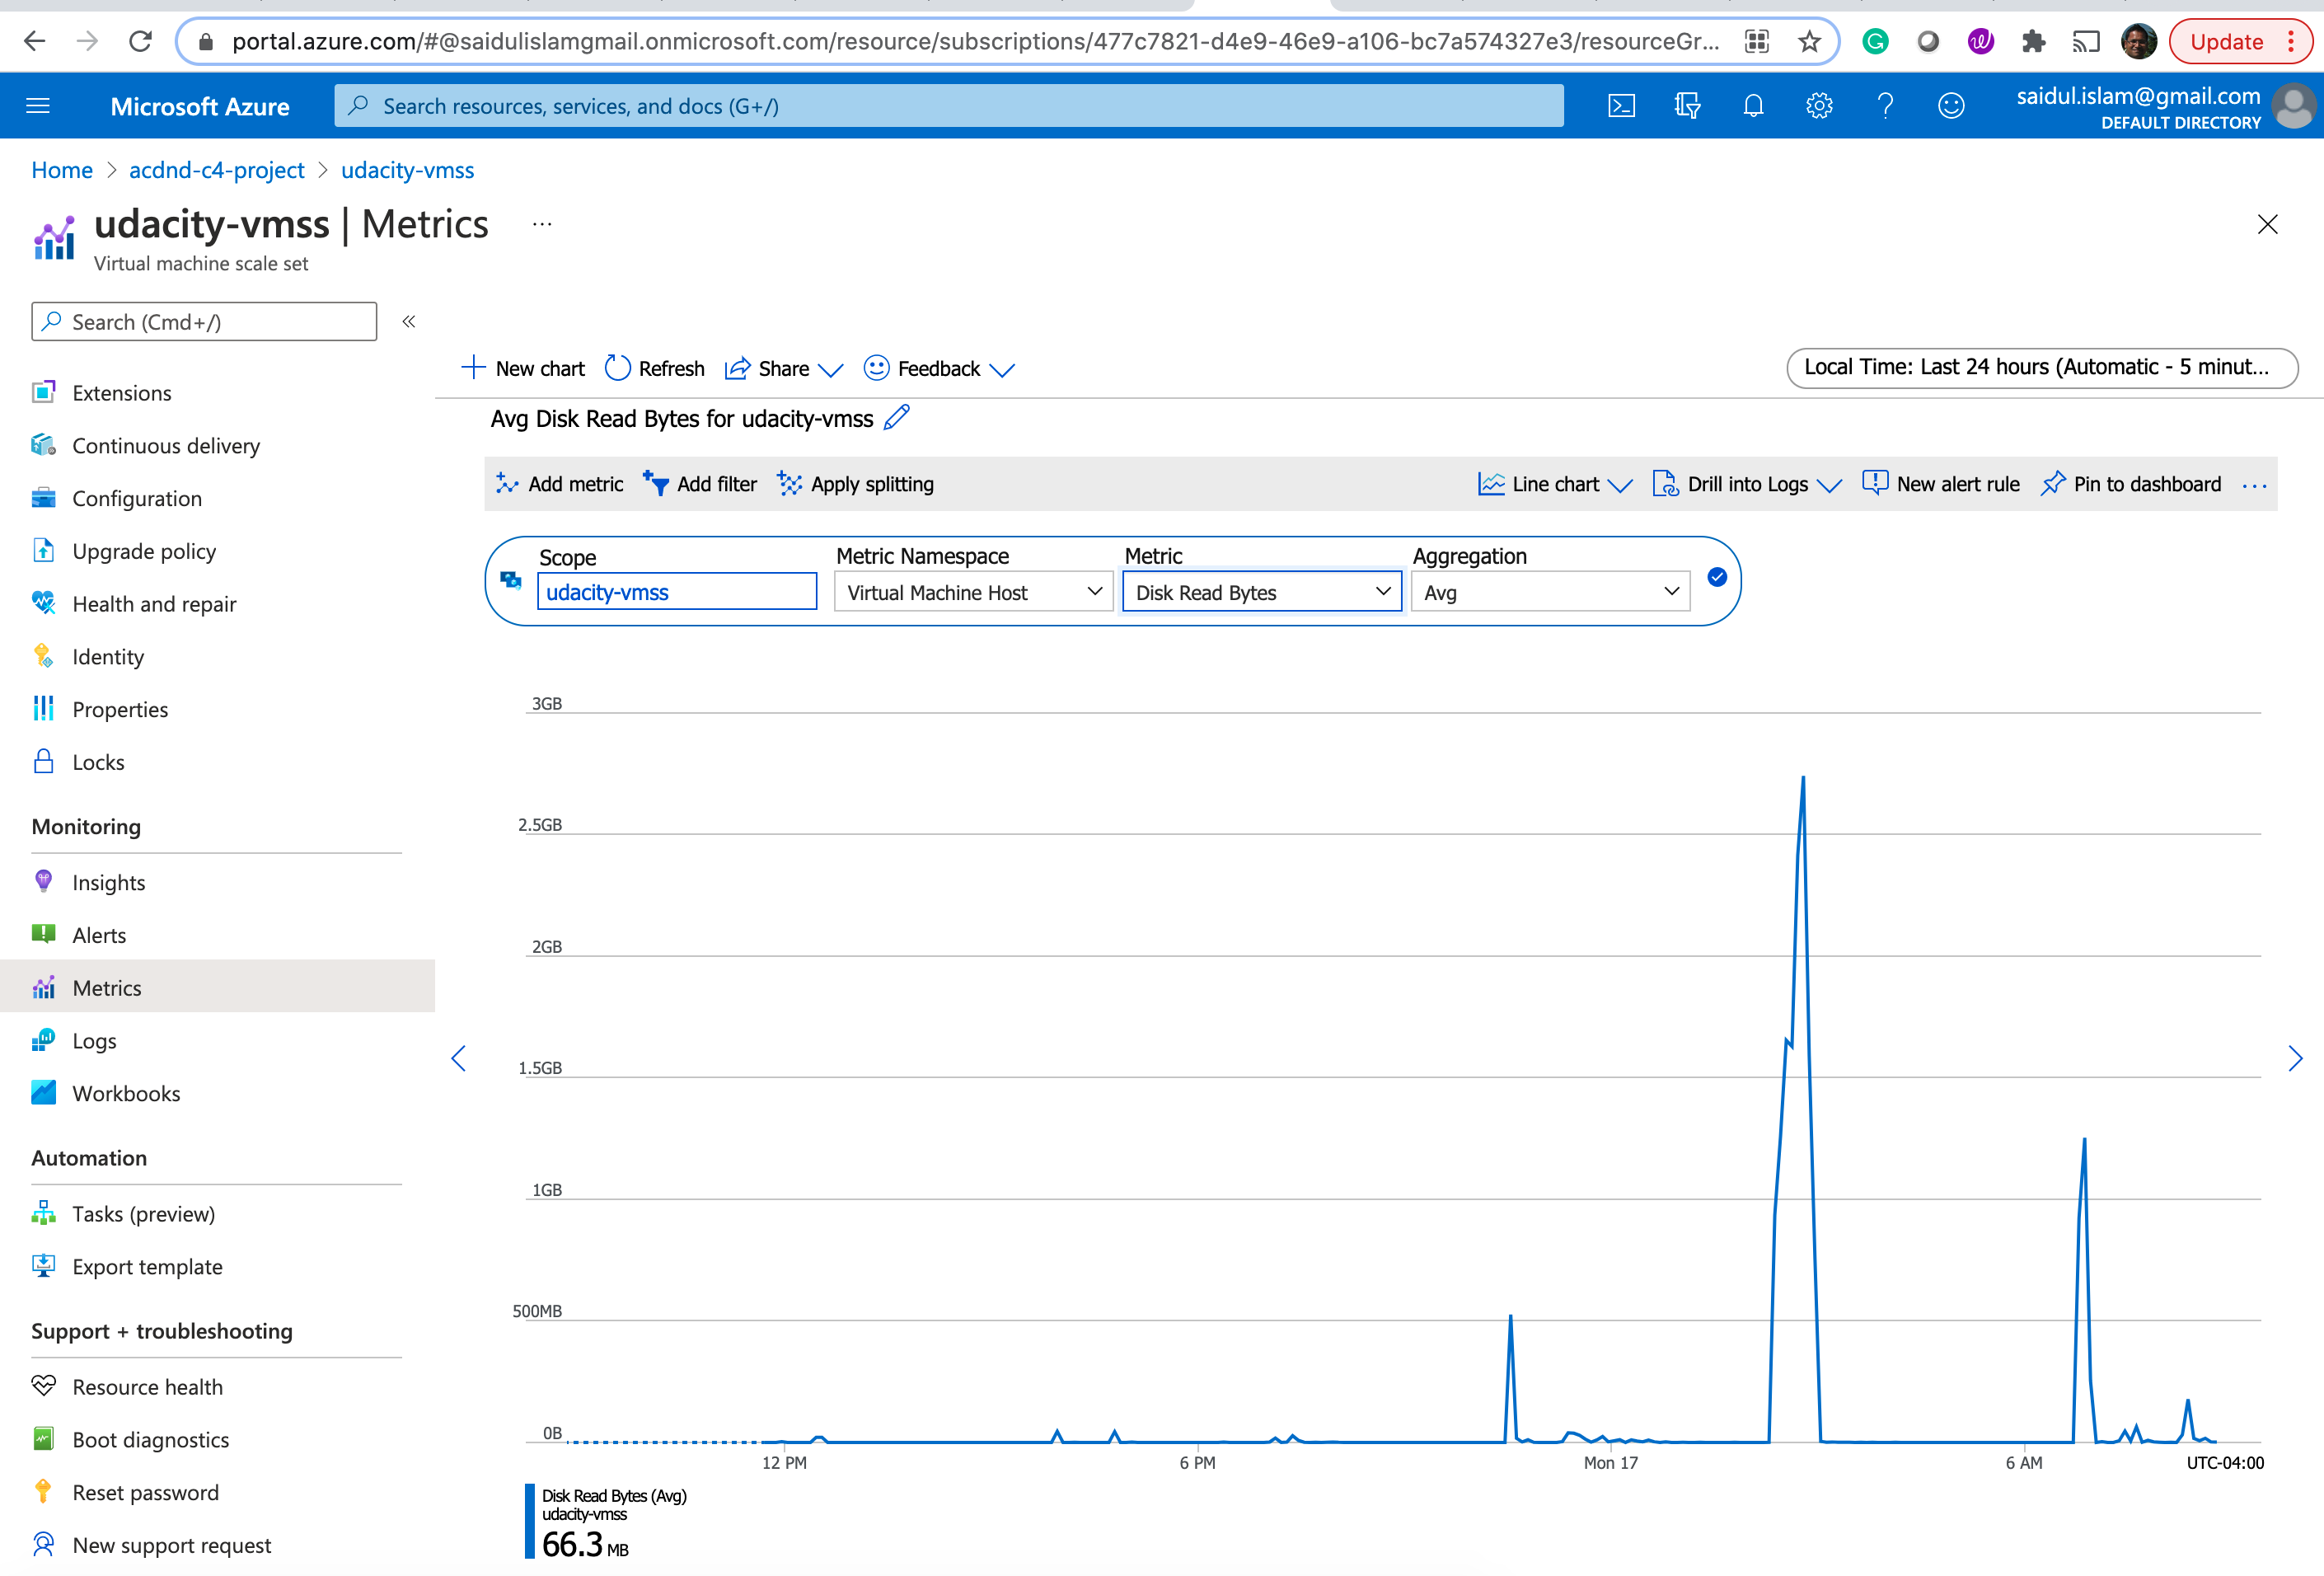 portal.azure.com/#@saidulislamgmail.onmicrosoft.com/resource/subscriptions/477c7821-d4e9-46e9-a106-bc7a574327e3/resourceGr...
Update
Microsoft Azure
Search resources, services, and docs (G+/)
saidul.islam@gmail.com
DEFAULT DIRECTORY
Home > acdnd-c4-project > udacity-vmss
udacity-vmss | Metrics ...
Virtual machine scale set
Search (Cmd+/)
«
Extensions
Continuous delivery
Configuration
Upgrade policy
Health and repair
Identity
Properties
Locks
Monitoring
Insights
Alerts
Metrics
Logs
Workbooks
Automation
Tasks (preview)
Export template
Support + troubleshooting
Resource health
Boot diagnostics
Reset password
New support request
New chart Refresh Share Feedback
Local Time: Last 24 hours (Automatic - 5 minut...
Avg Disk Read Bytes for udacity-vmss
Add metric Add filter Apply splitting Line chart Drill into Logs New alert rule Pin to dashboard ...
Scope Metric Namespace Metric Aggregation
udacity-vmss Virtual Machine Host Disk Read Bytes Avg
3GB
2.5GB
2GB
1.5GB
1GB
500MB
0B
12 PM 6 PM Mon 17 6 AM UTC-04:00
Disk Read Bytes (Avg)
udacity-vmss
66.3 MB